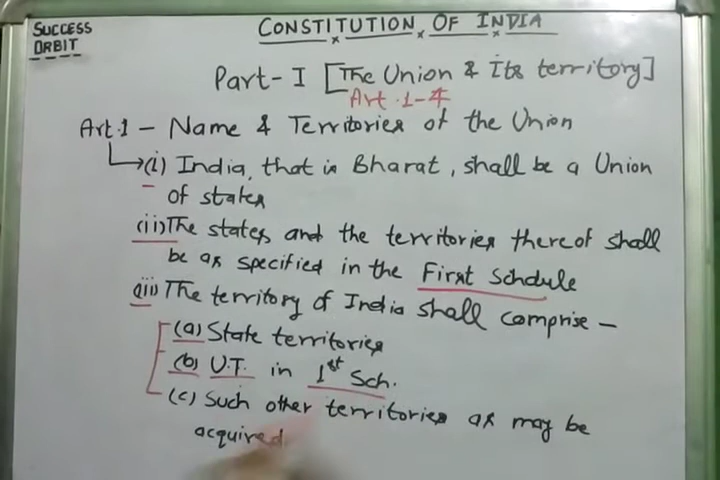 SUCCESS
ORBIT
CONSTITUTION OF INDIA
Part-I [The Union & Its territory]
Art.1-4
Art.1 - Name & Territories of the Union
(i) India, that is Bharat, shall be a Union
of states
(ii) The states and the territories thereof shall
be as specified in the First Schdule
(iii) The territory of India shall comprise -
(a) State territories
(b) U.T. in 1st Sch.
(c) Such other territories as may be
acquired.